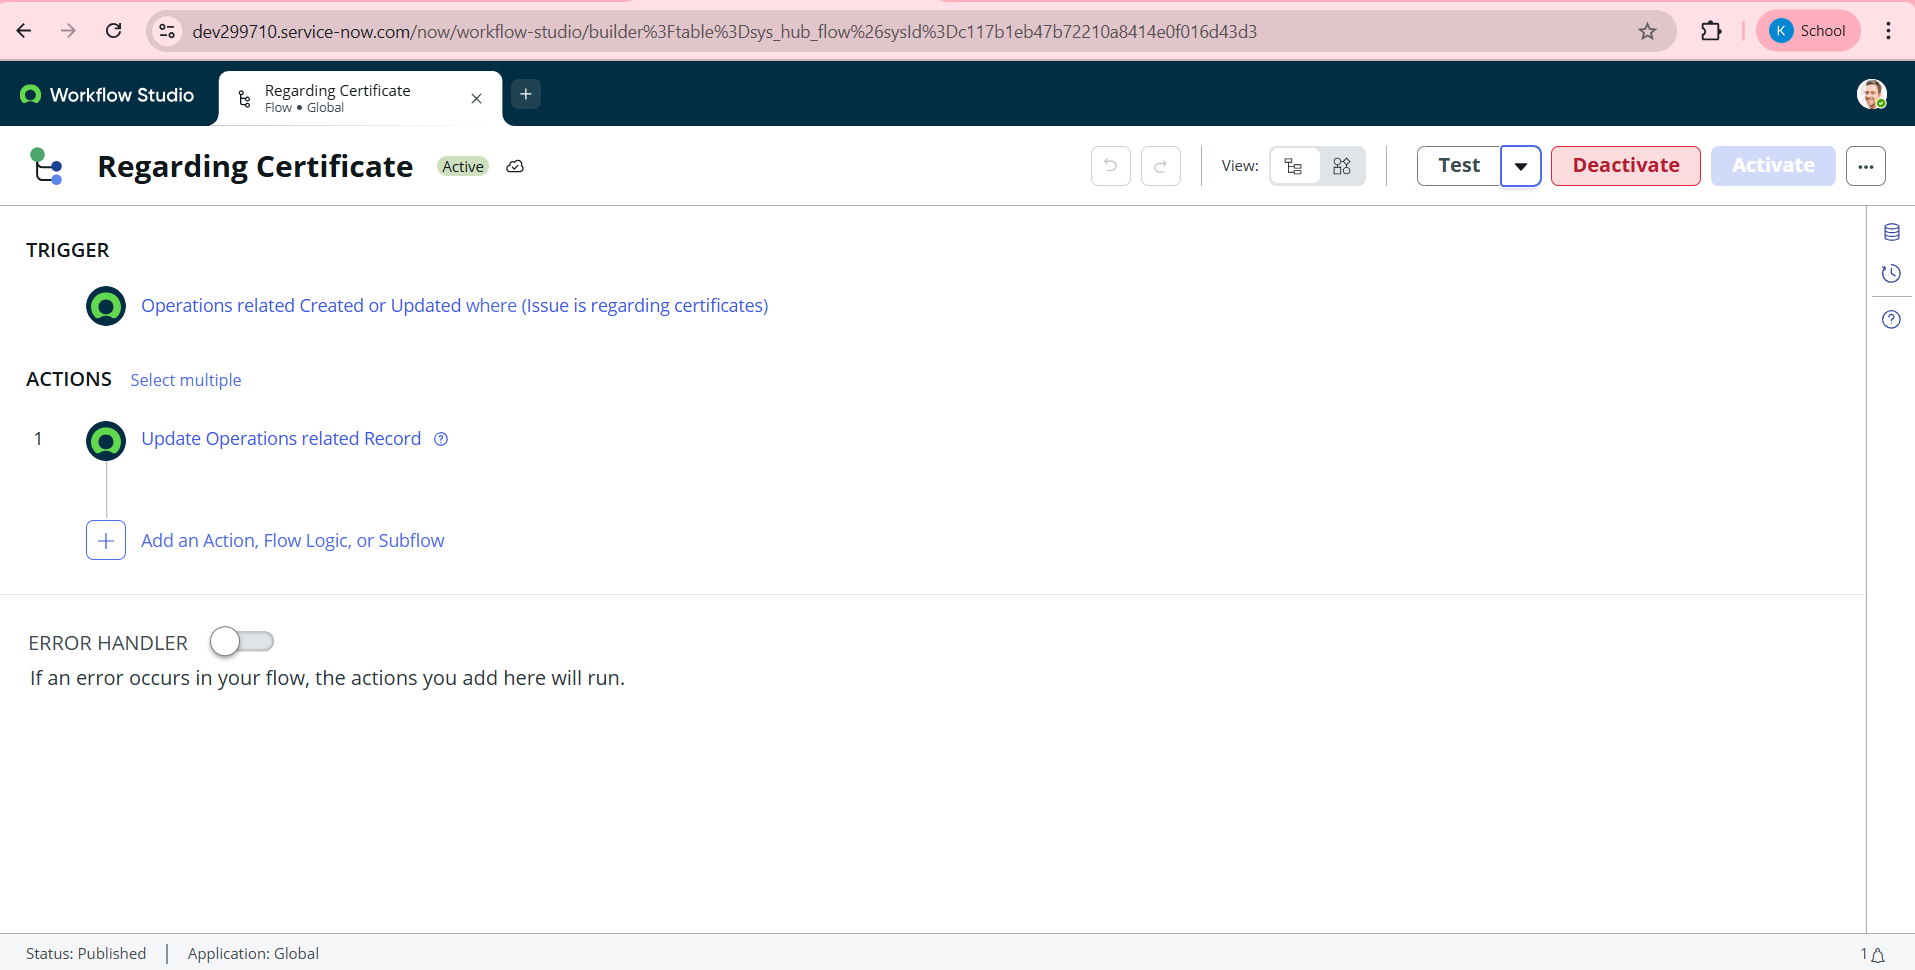 dev299710.service-now.com/now/workflow-studio/builder%3Ftable%3Dsys_hub_flow%26sysId%3Dc117b1eb47b72210a8414e0f016d43d3
K School
Workflow Studio
Regarding Certificate
Flow • Global
Regarding Certificate
Active
View:
Test
Deactivate
Activate
TRIGGER
Operations related Created or Updated where (Issue is regarding certificates)
ACTIONS Select multiple
1 Update Operations related Record
Add an Action, Flow Logic, or Subflow
ERROR HANDLER
If an error occurs in your flow, the actions you add here will run.
Status: Published
Application: Global
1